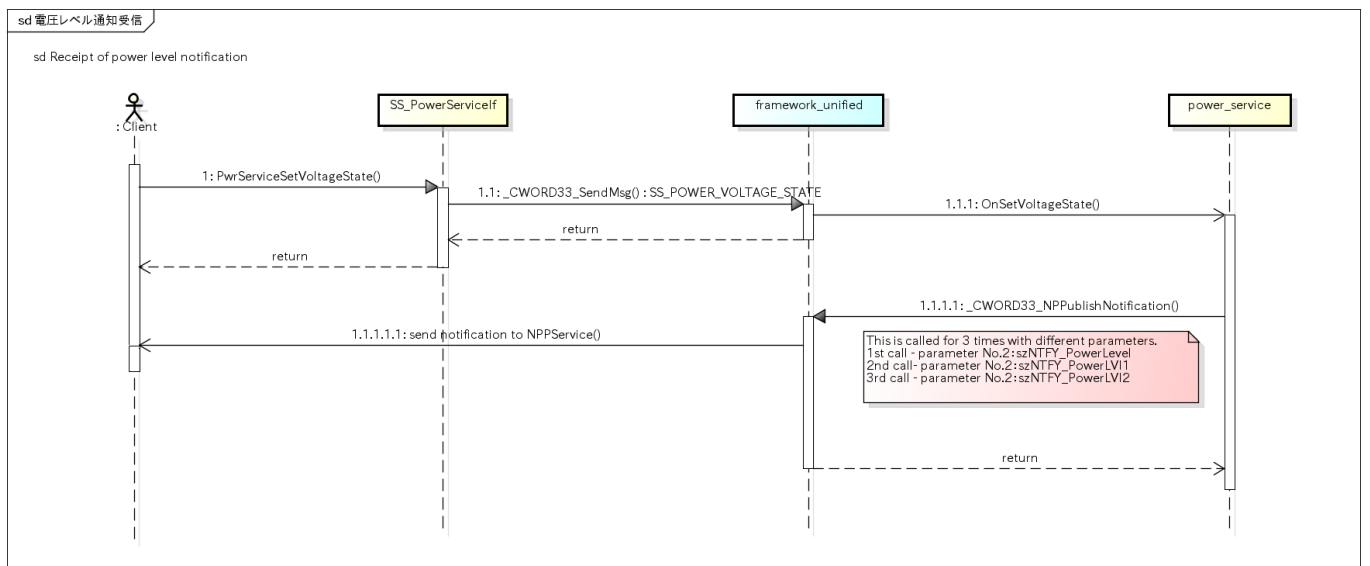 sd 電圧レベル通知受信
sd Receipt of power level notification
: Client
SS_PowerServiceIf
framework_unified
power_service
1: PwrServiceSetVoltageState()
1.1: _CWORD33_SendMsg() : SS_POWER_VOLTAGE_STATE
1.1.1: OnSetVoltageState()
return
return
1.1.1.1: _CWORD33_NPPublishNotification()
1.1.1.1.1: send notification to NPPService()
This is called for 3 times with different parameters.
1st call - parameter No.2:szNTFY_PowerLevel
2nd call- parameter No.2:szNTFY_PowerLVI1
3rd call - parameter No.2:szNTFY_PowerLVI2
return